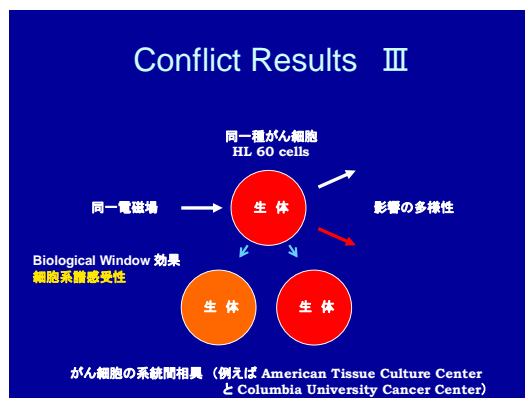 Conflict Results Ⅲ
同一種がん細胞
HL 60 cells
同一電磁場
生 体
影響の多様性
Biological Window 効果
細胞系譜感受性
生 体
生 体
がん細胞の系統間相異 （例えば American Tissue Culture Center
と Columbia University Cancer Center）